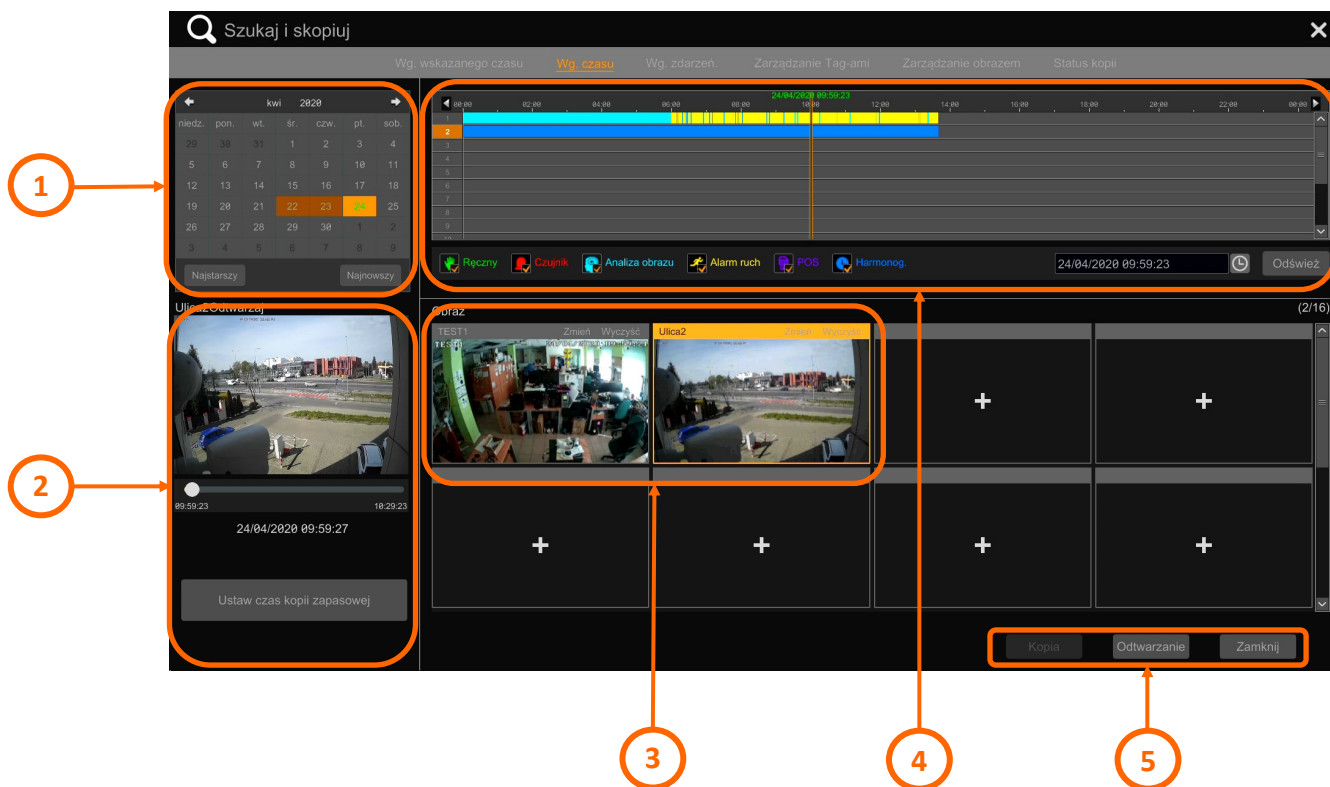 Szukaj i skopiuj
Wg. wskazanego czasu Wg. czasu Wg. zdarzeń. Zarządzanie Tag-ami Zarządzanie obrazem Status kopii
kwi 2020
niedz. pon. wt. śr. czw. pt. sob.
29 30 31 1 2 3 4
5 6 7 8 9 10 11
12 13 14 15 16 17 18
19 20 21 22 23 24 25
26 27 28 29 30 1 2
3 4 5 6 7 8 9
Najstarszy Najnowszy
24/04/2020 09:59:23
00:00 02:00 04:00 06:00 08:00 10:00 12:00 14:00 16:00 18:00 20:00 22:00 00:00
1
2
3
4
5
6
7
8
9
Ręczny Czujnik Analiza obrazu Alarm ruch POS Harmonog.
24/04/2020 09:59:23 Odśwież
Ulica2Odtwarzaj
09:59:23 10:29:23
24/04/2020 09:59:27
Ustaw czas kopii zapasowej
Obraz (2/16)
TEST1 Zmień Wyczyść Ulica2 Zmień Wyczyść
TEST1
Kopia Odtwarzanie Zamknij
1
2
3
4
5